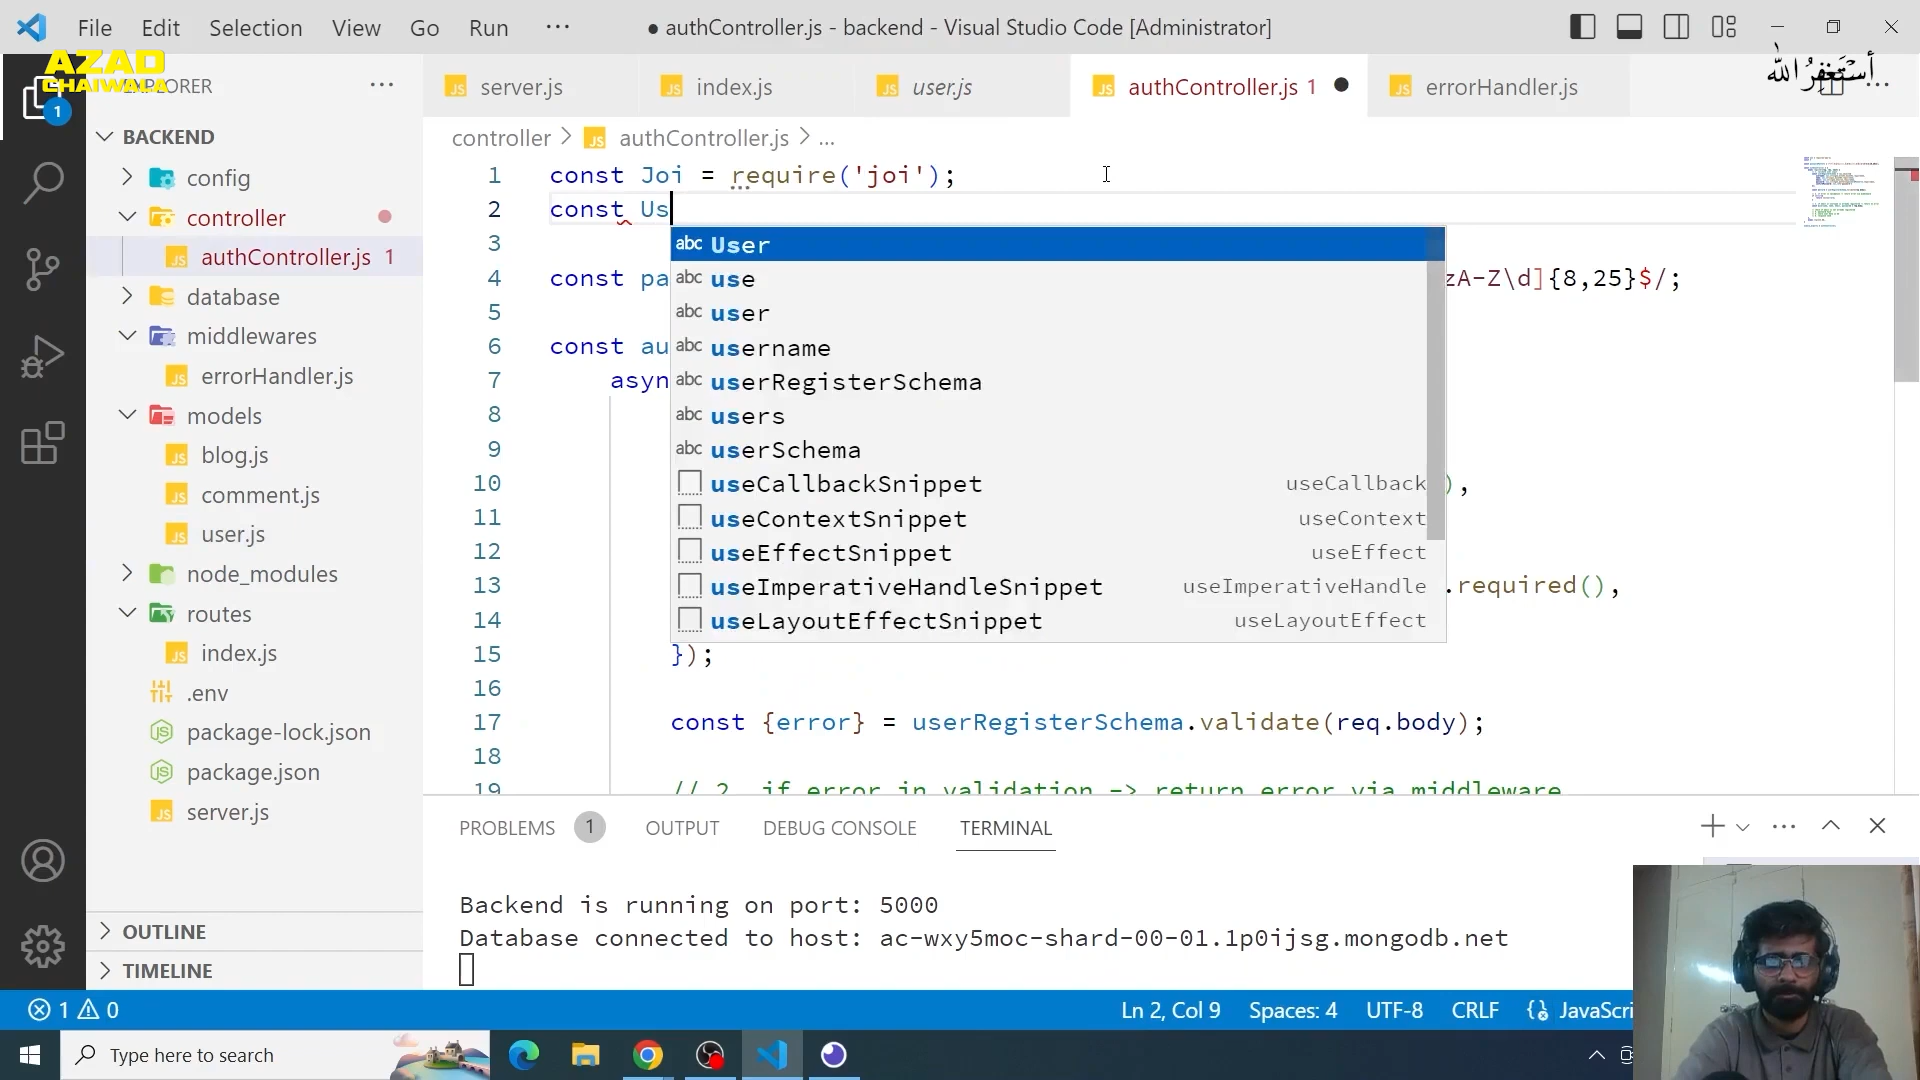 File Edit Selection View Go Run ··· ● authController.js - backend - Visual Studio Code [Administrator]
AZAD
CHAIWALA
EXPLORER ···
أستغفر الله
server.js index.js user.js authController.js 1 errorHandler.js
1
controller > authController.js > ...
BACKEND
config
controller
authController.js 1
database
middlewares
errorHandler.js
models
blog.js
comment.js
user.js
node_modules
routes
index.js
.env
package-lock.json
package.json
server.js
OUTLINE
TIMELINE
1 const Joi = require('joi');
2 const Us
3
4 const pa zA-Z\d]{8,25}$/;
5
6 const au
7 asyn
8
9
10 ),
11
12
13 .required(),
14
15 });
16
17 const {error} = userRegisterSchema.validate(req.body);
18
19 // 2. if error in validation -> return error via middleware
abc User
abc use
abc user
abc username
abc userRegisterSchema
abc users
abc userSchema
useCallbackSnippet useCallback
useContextSnippet useContext
useEffectSnippet useEffect
useImperativeHandleSnippet useImperativeHandle
useLayoutEffectSnippet useLayoutEffect
PROBLEMS 1 OUTPUT DEBUG CONSOLE TERMINAL
Backend is running on port: 5000
Database connected to host: ac-wxy5moc-shard-00-01.1p0ijsg.mongodb.net
1 0 Ln 2, Col 9 Spaces: 4 UTF-8 CRLF JavaScri
Type here to search